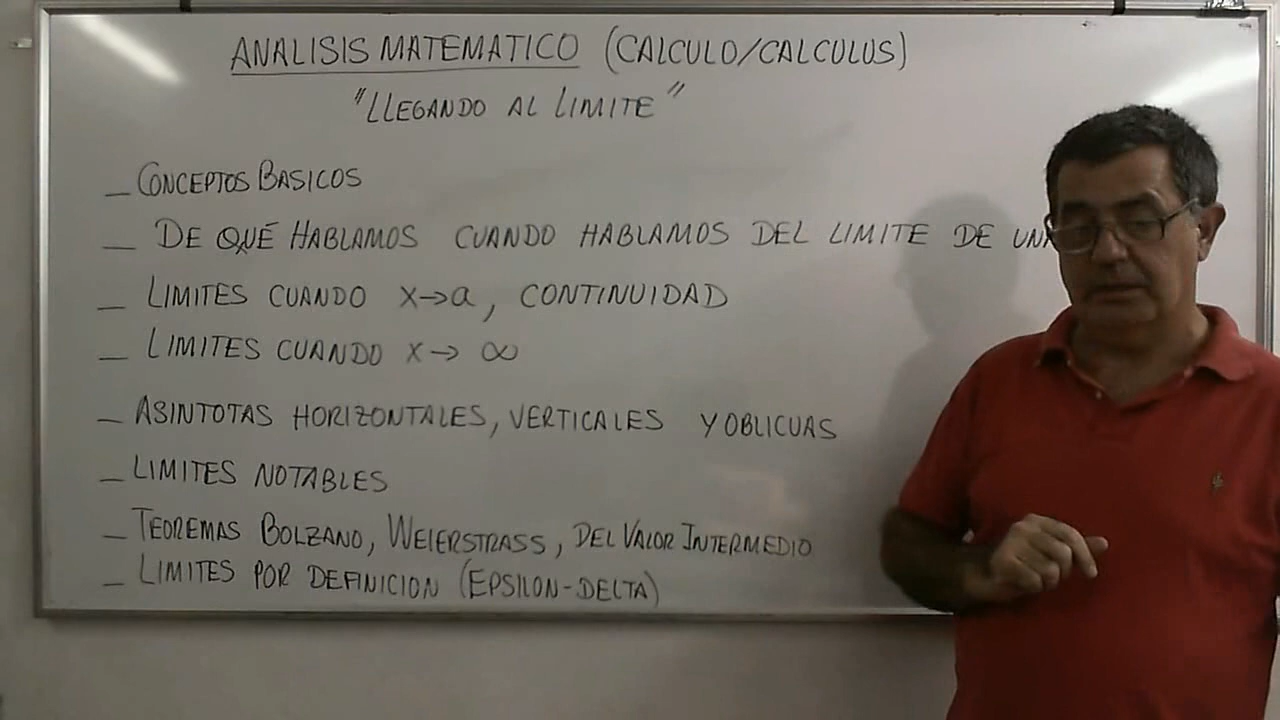 ANALISIS MATEMATICO (CALCULO/CALCULUS)
"LLEGANDO AL LIMITE"
_ CONCEPTOS BASICOS
_ DE QUÉ HABLAMOS CUANDO HABLAMOS DEL LIMITE DE UNA
_ LIMITES CUANDO X→a, CONTINUIDAD
_ LIMITES CUANDO X→ ∞
_ ASINTOTAS HORIZONTALES, VERTICALES Y OBLICUAS
_ LIMITES NOTABLES
_ TEOREMAS BOLZANO, WEIERSTRASS, DEL VALOR INTERMEDIO
_ LIMITES POR DEFINICION (EPSILON-DELTA)